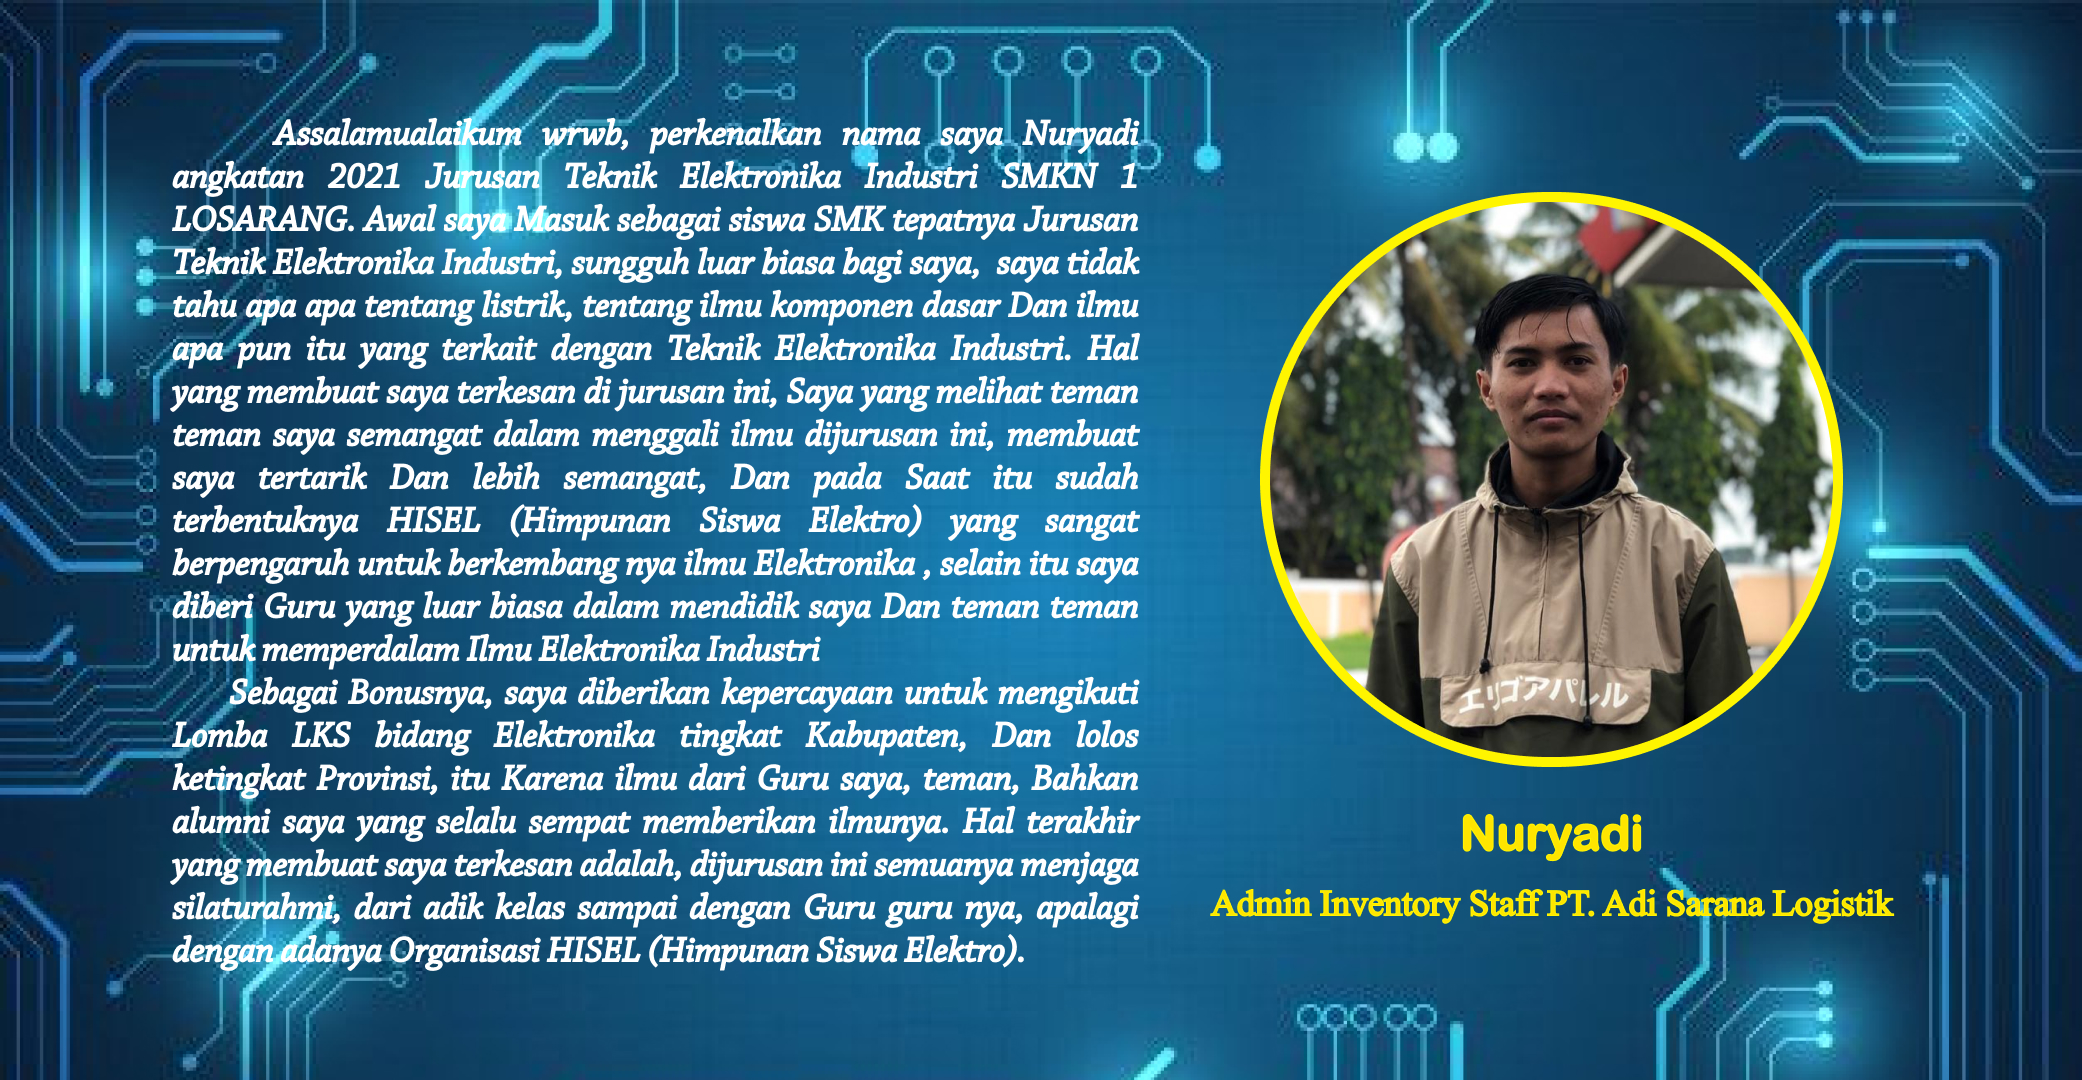 Assalamualaikum wrwb, perkenalkan nama saya Nuryadi
angkatan 2021 Jurusan Teknik Elektronika Industri SMKN 1
LOSARANG. Awal saya Masuk sebagai siswa SMK tepatnya Jurusan
Teknik Elektronika Industri, sungguh luar biasa bagi saya, saya tidak
tahu apa apa tentang listrik, tentang ilmu komponen dasar Dan ilmu
apa pun itu yang terkait dengan Teknik Elektronika Industri. Hal
yang membuat saya terkesan di jurusan ini, Saya yang melihat teman
teman saya semangat dalam menggali ilmu dijurusan ini, membuat
saya tertarik Dan lebih semangat, Dan pada Saat itu sudah
terbentuknya HISEL (Himpunan Siswa Elektro) yang sangat
berpengaruh untuk berkembang nya ilmu Elektronika , selain itu saya
diberi Guru yang luar biasa dalam mendidik saya Dan teman teman
untuk memperdalam Ilmu Elektronika Industri
Sebagai Bonusnya, saya diberikan kepercayaan untuk mengikuti
Lomba LKS bidang Elektronika tingkat Kabupaten, Dan lolos
ketingkat Provinsi, itu Karena ilmu dari Guru saya, teman, Bahkan
alumni saya yang selalu sempat memberikan ilmunya. Hal terakhir
yang membuat saya terkesan adalah, dijurusan ini semuanya menjaga
silaturahmi, dari adik kelas sampai dengan Guru guru nya, apalagi
dengan adanya Organisasi HISEL (Himpunan Siswa Elektro).
エリゴアパレル
Nuryadi
Admin Inventory Staff PT. Adi Sarana Logistik